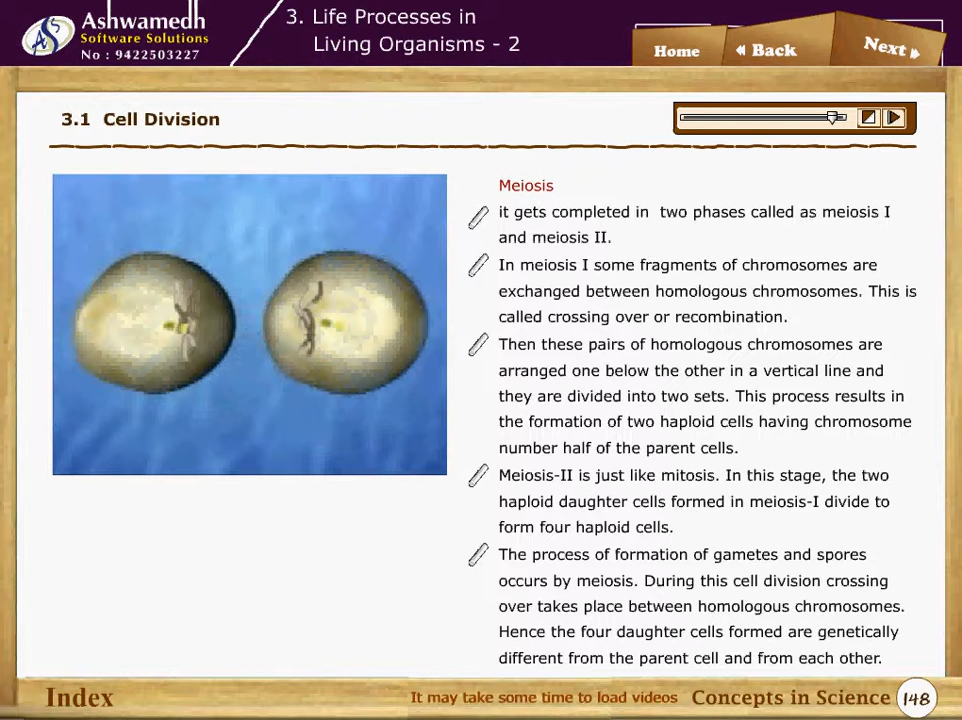 Ashwamedh
Software Solutions
No : 9422503227
3. Life Processes in
Living Organisms - 2
Home
Back
Next
3.1 Cell Division
Meiosis
it gets completed in two phases called as meiosis I
and meiosis II.
In meiosis I some fragments of chromosomes are
exchanged between homologous chromosomes. This is
called crossing over or recombination.
Then these pairs of homologous chromosomes are
arranged one below the other in a vertical line and
they are divided into two sets. This process results in
the formation of two haploid cells having chromosome
number half of the parent cells.
Meiosis-II is just like mitosis. In this stage, the two
haploid daughter cells formed in meiosis-I divide to
form four haploid cells.
The process of formation of gametes and spores
occurs by meiosis. During this cell division crossing
over takes place between homologous chromosomes.
Hence the four daughter cells formed are genetically
different from the parent cell and from each other.
Index
It may take some time to load videos
Concepts in Science
148